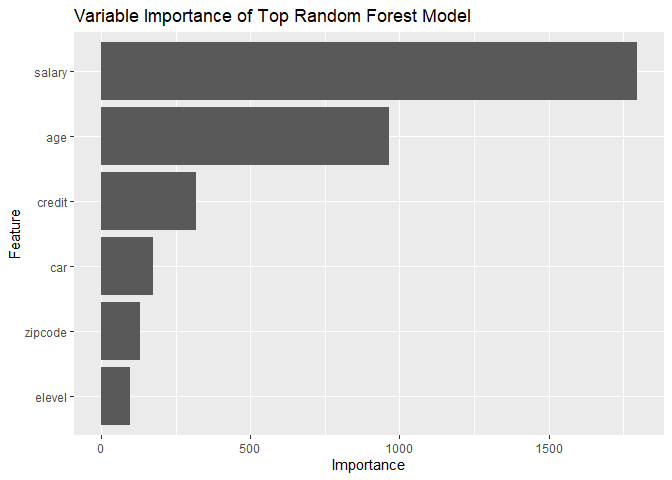 Variable Importance of Top Random Forest Model
salary
age
credit
car
zipcode
elevel
Feature
0 500 1000 1500
Importance